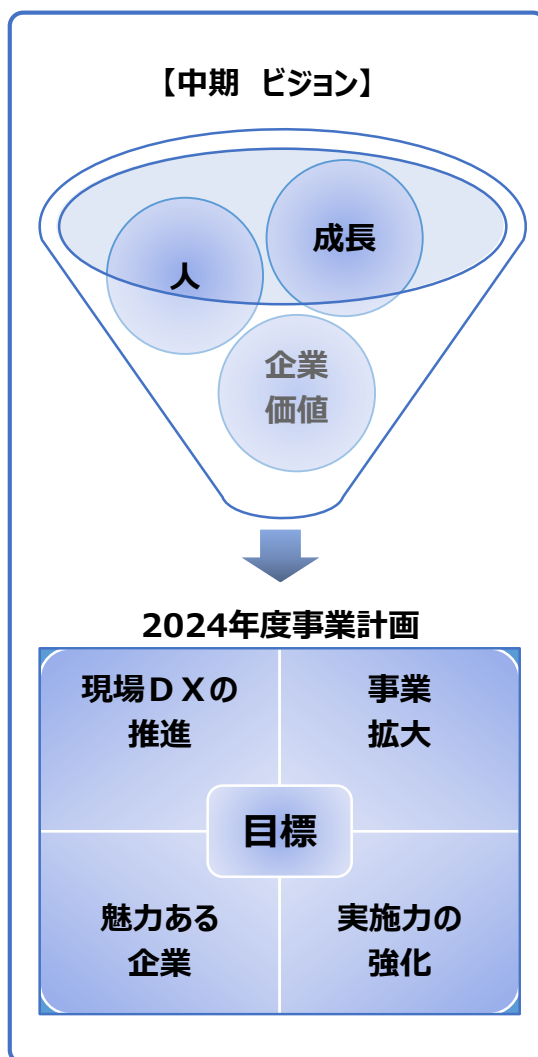 【中期 ビジョン】
成長
人
企業
価値
2024年度事業計画
現場ＤＸの
推進
事業
拡大
目標
魅力ある
企業
実施力の
強化